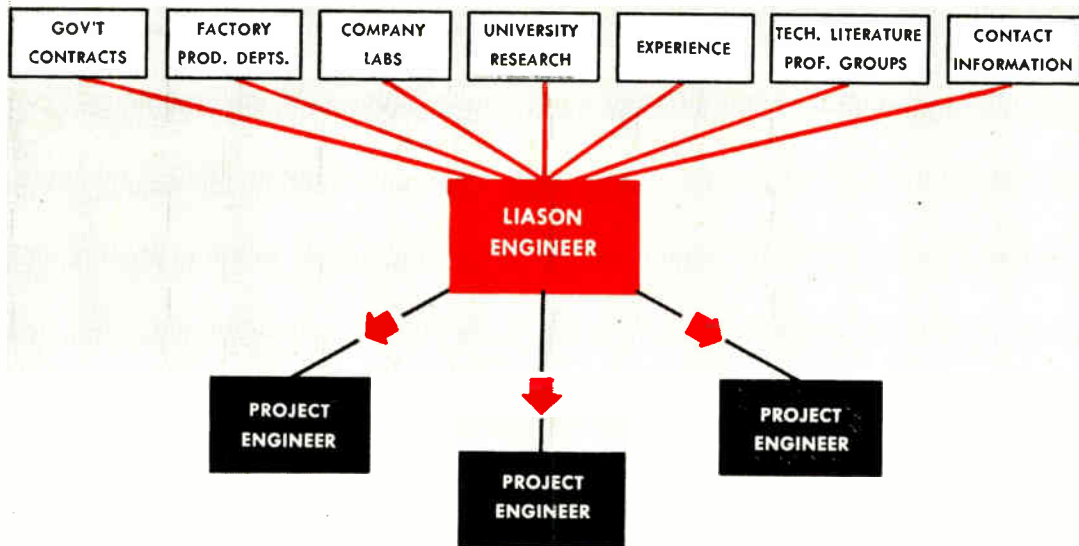 GOV'T
CONTRACTS
FACTORY
PROD. DEPTS.
COMPANY
LABS
UNIVERSITY
RESEARCH
EXPERIENCE
TECH. LITERATURE
PROF. GROUPS
CONTACT
INFORMATION
LIASON
ENGINEER
PROJECT
ENGINEER
PROJECT
ENGINEER
PROJECT
ENGINEER